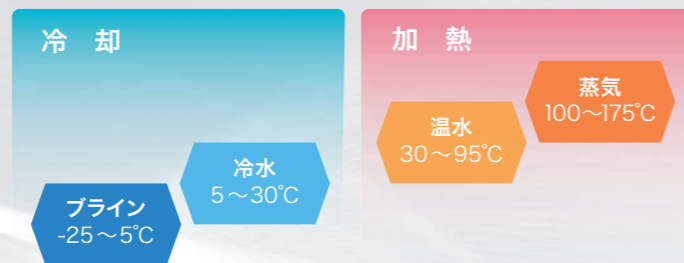 冷 却
ブライン
-25～5℃
冷水
5～30℃
加 熱
温水
30～95℃
蒸気
100～175℃